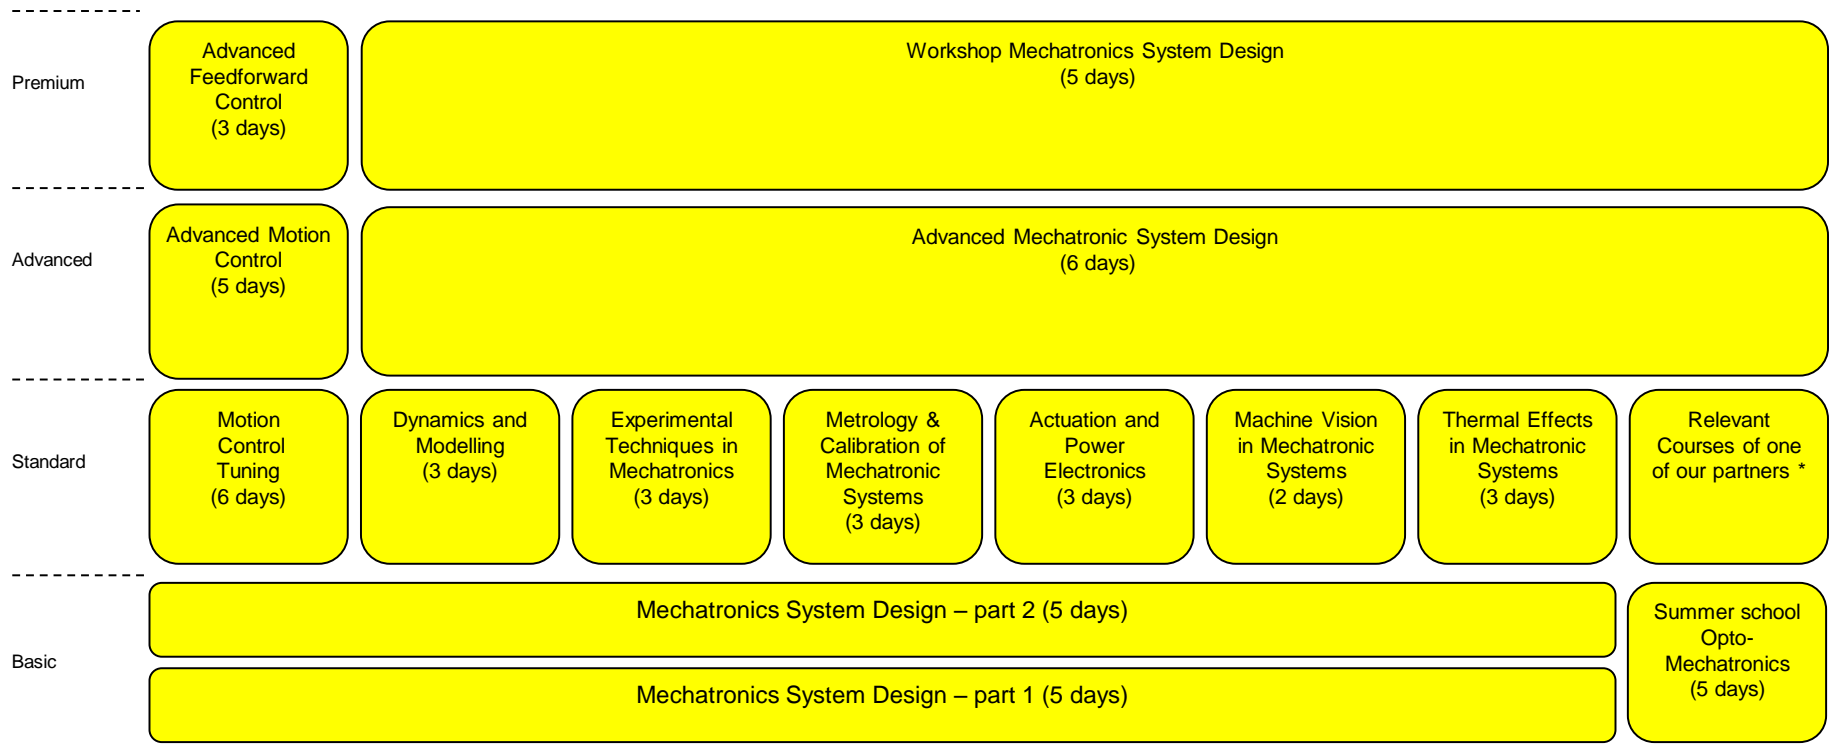 Premium
Advanced
Feedforward
Control
(3 days)
Workshop Mechatronics System Design
(5 days)
Advanced
Advanced Motion
Control
(5 days)
Advanced Mechatronic System Design
(6 days)
Standard
Motion
Control
Tuning
(6 days)
Dynamics and
Modelling
(3 days)
Experimental
Techniques in
Mechatronics
(3 days)
Metrology &
Calibration of
Mechatronic
Systems
(3 days)
Actuation and
Power
Electronics
(3 days)
Machine Vision
in Mechatronic
Systems
(2 days)
Thermal Effects
in Mechatronic
Systems
(3 days)
Relevant
Courses of one
of our partners *
Basic
Mechatronics System Design – part 2 (5 days)
Mechatronics System Design – part 1 (5 days)
Summer school
Opto-
Mechatronics
(5 days)